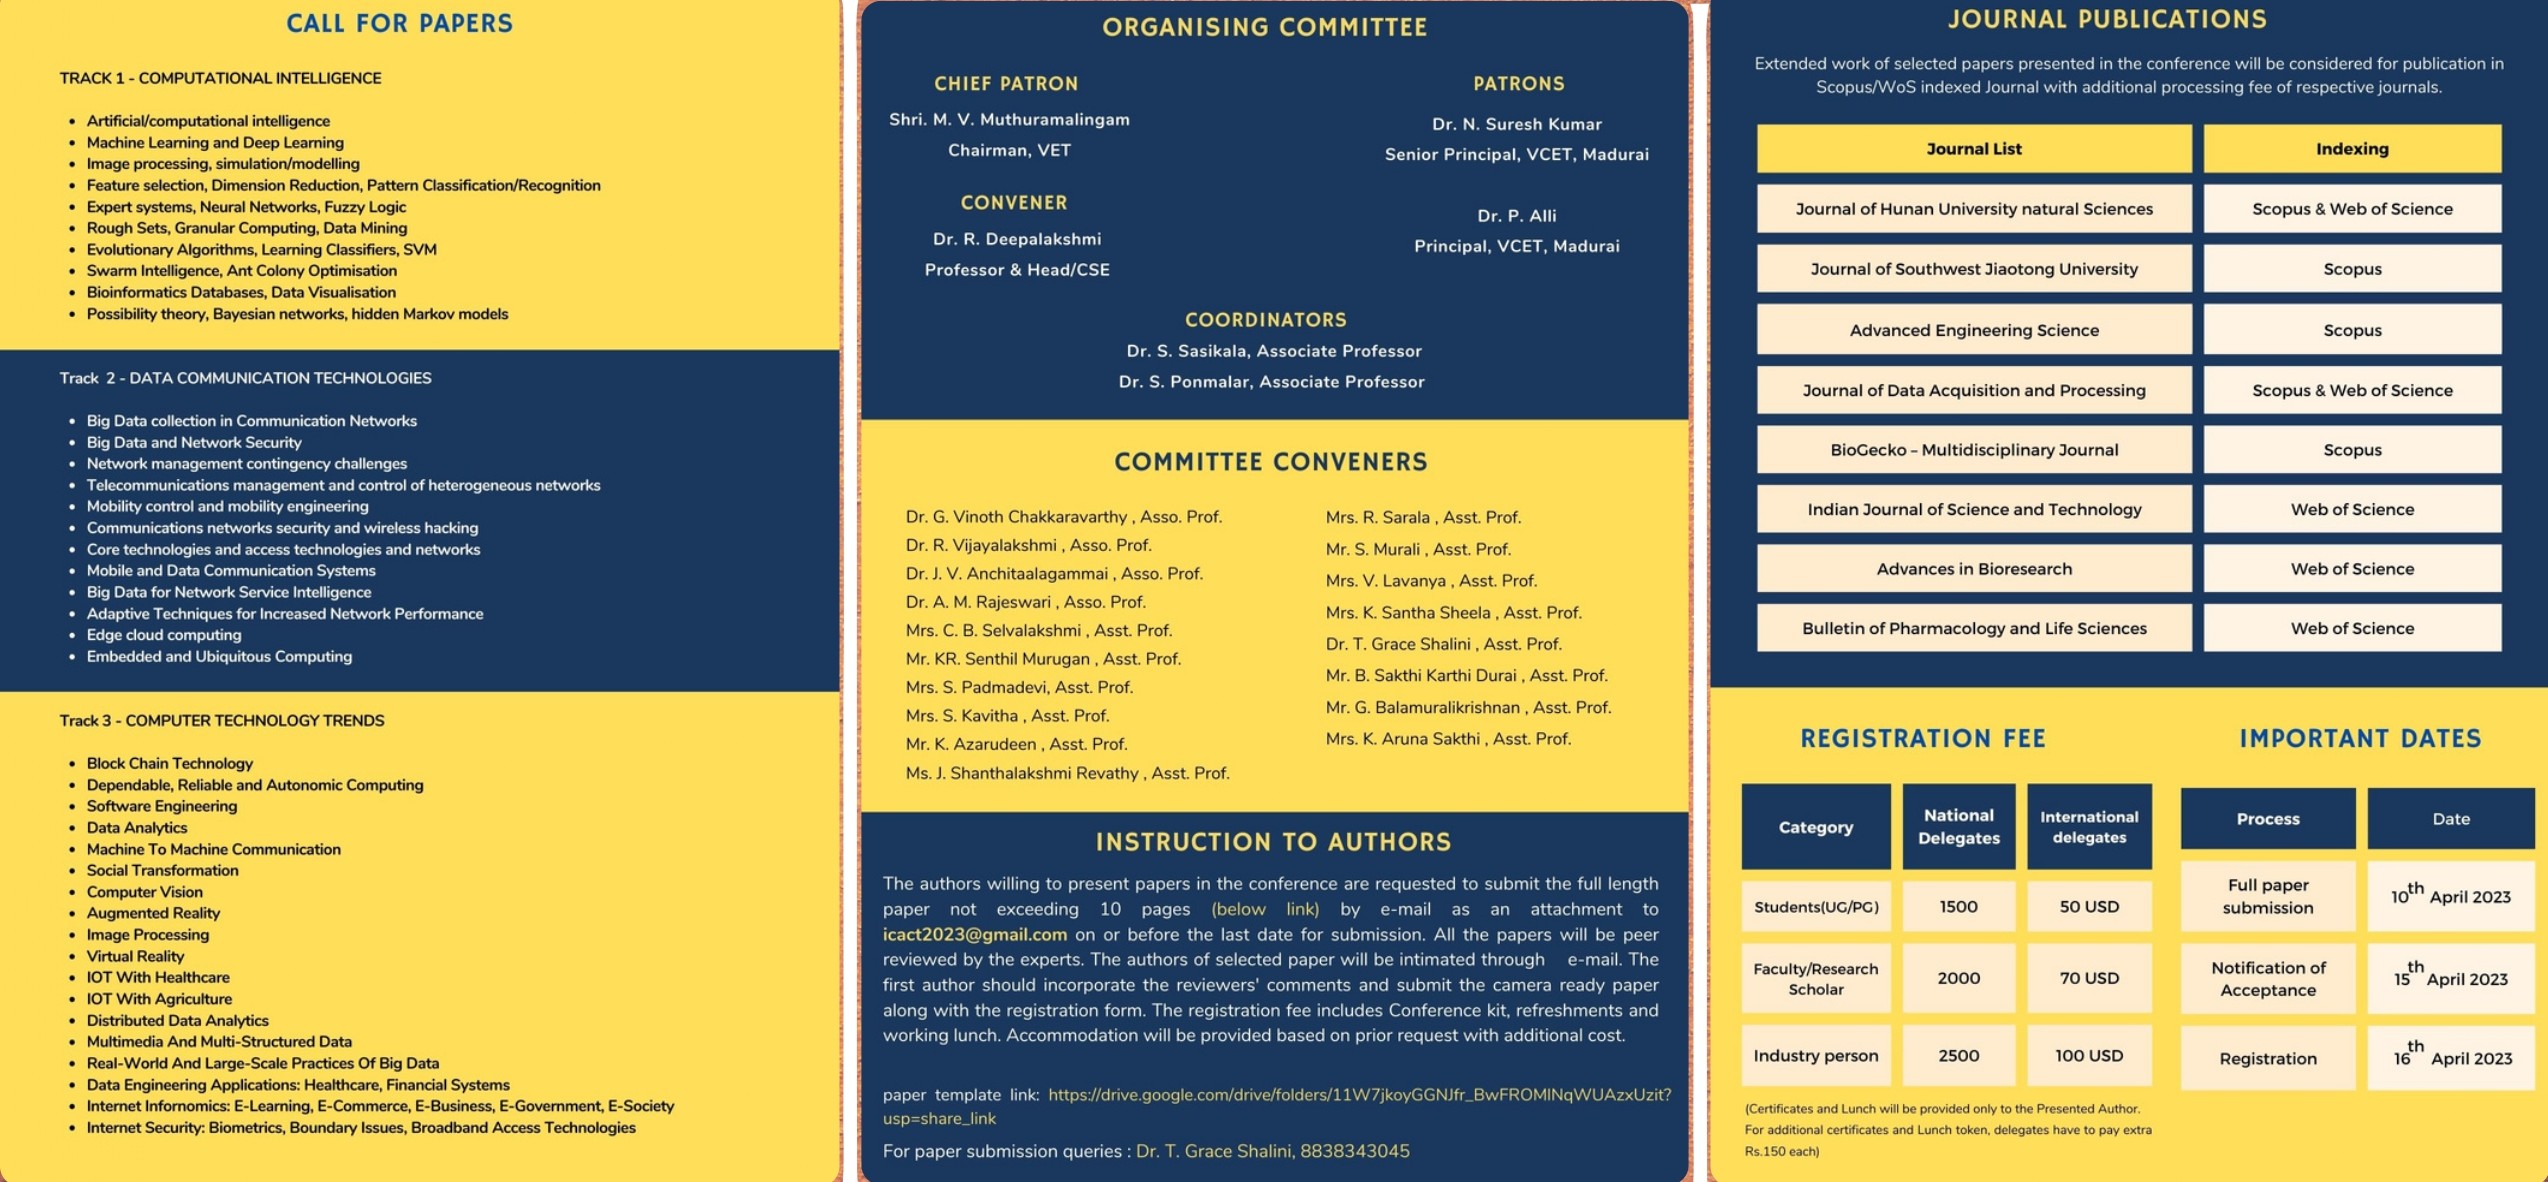 CALL FOR PAPERS
TRACK 1 - COMPUTATIONAL INTELLIGENCE
• Artificial/computational intelligence
• Machine Learning and Deep Learning
• Image processing, simulation/modelling
• Feature selection, Dimension Reduction, Pattern Classification/Recognition
• Expert systems, Neural Networks, Fuzzy Logic
• Rough Sets, Granular Computing, Data Mining
• Evolutionary Algorithms, Learning Classifiers, SVM
• Swarm Intelligence, Ant Colony Optimisation
• Bioinformatics Databases, Data Visualisation
• Possibility theory, Bayesian networks, hidden Markov models
Track 2 - DATA COMMUNICATION TECHNOLOGIES
• Big Data collection in Communication Networks
• Big Data and Network Security
• Network management contingency challenges
• Telecommunications management and control of heterogeneous networks
• Mobility control and mobility engineering
• Communications networks security and wireless hacking
• Core technologies and access technologies and networks
• Mobile and Data Communication Systems
• Big Data for Network Service Intelligence
• Adaptive Techniques for Increased Network Performance
• Edge cloud computing
• Embedded and Ubiquitous Computing
Track 3 - COMPUTER TECHNOLOGY TRENDS
• Block Chain Technology
• Dependable, Reliable and Autonomic Computing
• Software Engineering
• Data Analytics
• Machine To Machine Communication
• Social Transformation
• Computer Vision
• Augmented Reality
• Image Processing
• Virtual Reality
• IOT With Healthcare
• IOT With Agriculture
• Distributed Data Analytics
• Multimedia And Multi-Structured Data
• Real-World And Large-Scale Practices Of Big Data
• Data Engineering Applications: Healthcare, Financial Systems
• Internet Infornomics: E-Learning, E-Commerce, E-Business, E-Government, E-Society
• Internet Security: Biometrics, Boundary Issues, Broadband Access Technologies
ORGANISING COMMITTEE
CHIEF PATRON
Shri. M. V. Muthuramalingam
Chairman, VET
CONVENER
Dr. R. Deepalakshmi
Professor & Head/CSE
PATRONS
Dr. N. Suresh Kumar
Senior Principal, VCET, Madurai
Dr. P. Alli
Principal, VCET, Madurai
COORDINATORS
Dr. S. Sasikala, Associate Professor
Dr. S. Ponmalar, Associate Professor
COMMITTEE CONVENERS
Dr. G. Vinoth Chakkaravarthy , Asso. Prof.
Dr. R. Vijayalakshmi , Asso. Prof.
Dr. J. V. Anchitaalagammai , Asso. Prof.
Dr. A. M. Rajeswari , Asso. Prof.
Mrs. C. B. Selvalakshmi , Asst. Prof.
Mr. KR. Senthil Murugan , Asst. Prof.
Mrs. S. Padmadevi, Asst. Prof.
Mrs. S. Kavitha , Asst. Prof.
Mr. K. Azarudeen , Asst. Prof.
Ms. J. Shanthalakshmi Revathy , Asst. Prof.
Mrs. R. Sarala , Asst. Prof.
Mr. S. Murali , Asst. Prof.
Mrs. V. Lavanya , Asst. Prof.
Mrs. K. Santha Sheela , Asst. Prof.
Dr. T. Grace Shalini , Asst. Prof.
Mr. B. Sakthi Karthi Durai , Asst. Prof.
Mr. G. Balamuralikrishnan , Asst. Prof.
Mrs. K. Aruna Sakthi , Asst. Prof.
INSTRUCTION TO AUTHORS
The authors willing to present papers in the conference are requested to submit the full length
paper not exceeding 10 pages (below link) by e-mail as an attachment to
icact2023@gmail.com on or before the last date for submission. All the papers will be peer
reviewed by the experts. The authors of selected paper will be intimated through e-mail. The
first author should incorporate the reviewers' comments and submit the camera ready paper
along with the registration form. The registration fee includes Conference kit, refreshments and
working lunch. Accommodation will be provided based on prior request with additional cost.
paper template link: https://drive.google.com/drive/folders/11W7jkoyGGNJfr_BwFROMlNqWUAzxUzit?
usp=share_link
For paper submission queries : Dr. T. Grace Shalini, 8838343045
JOURNAL PUBLICATIONS
Extended work of selected papers presented in the conference will be considered for publication in
Scopus/WoS indexed Journal with additional processing fee of respective journals.
Journal List Indexing
Journal of Hunan University natural Sciences Scopus & Web of Science
Journal of Southwest Jiaotong University Scopus
Advanced Engineering Science Scopus
Journal of Data Acquisition and Processing Scopus & Web of Science
BioGecko – Multidisciplinary Journal Scopus
Indian Journal of Science and Technology Web of Science
Advances in Bioresearch Web of Science
Bulletin of Pharmacology and Life Sciences Web of Science
REGISTRATION FEE
Category National Delegates International delegates
Students(UG/PG) 1500 50 USD
Faculty/Research Scholar 2000 70 USD
Industry person 2500 100 USD
(Certificates and Lunch will be provided only to the Presented Author.
For additional certificates and Lunch token, delegates have to pay extra
Rs.150 each)
IMPORTANT DATES
Process Date
Full paper submission 10th April 2023
Notification of Acceptance 15th April 2023
Registration 16th April 2023